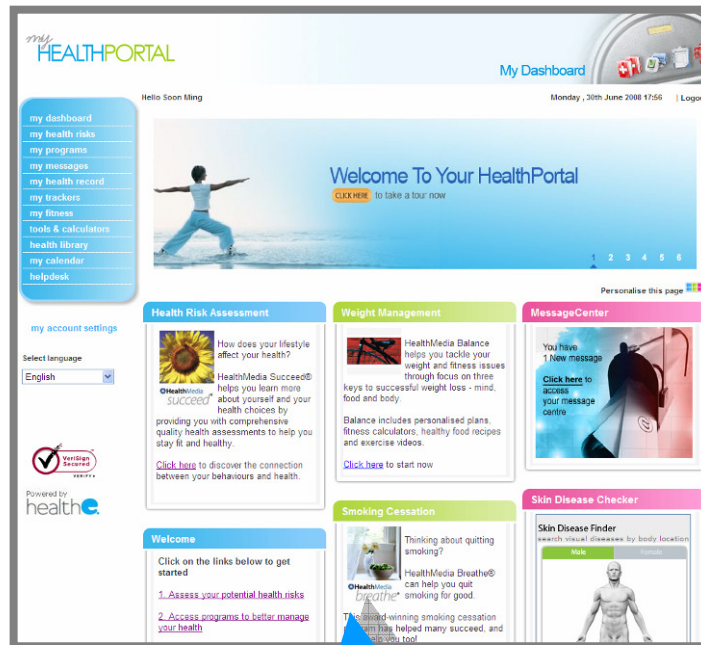 my
HEALTHPORTAL
My Dashboard
Hello Soon Ming
Monday , 30th June 2008 17:56 | Logou
my dashboard
my health risks
my programs
my messages
my health record
my trackers
my fitness
tools & calculators
health library
my calendar
helpdesk
my account settings
Select language
English
VeriSign
Secured
VERIFY
Powered by
healthe
Welcome To Your HealthPortal
CLICK HERE to take a tour now
1 2 3 4 5 6
Personalise this page
Health Risk Assessment
How does your lifestyle
affect your health?
HealthMedia Succeed®
helps you learn more
about yourself and your
health choices by
providing you with comprehensive
quality health assessments to help you
stay fit and healthy.
HealthMedia
succeed
Click here to discover the connection
between your behaviours and health.
Welcome
Click on the links below to get
started
1. Assess your potential health risks
2. Access programs to better manage
your health
Weight Management
HealthMedia Balance
helps you tackle your
weight and fitness issues
through focus on three
keys to successful weight loss - mind,
food and body.
Balance includes personalised plans,
fitness calculators, healthy food recipes
and exercise videos.
Click here to start now
Smoking Cessation
Thinking about quitting
smoking?
HealthMedia Breathe®
can help you quit
smoking for good.
HealthMedia
breathe
This award-winning smoking cessation
has helped many succeed, and
you too!
MessageCenter
You have
1 New message
Click here to
access
your message
centre
@
Skin Disease Checker
Skin Disease Finder
search visual diseases by body location
Male Female